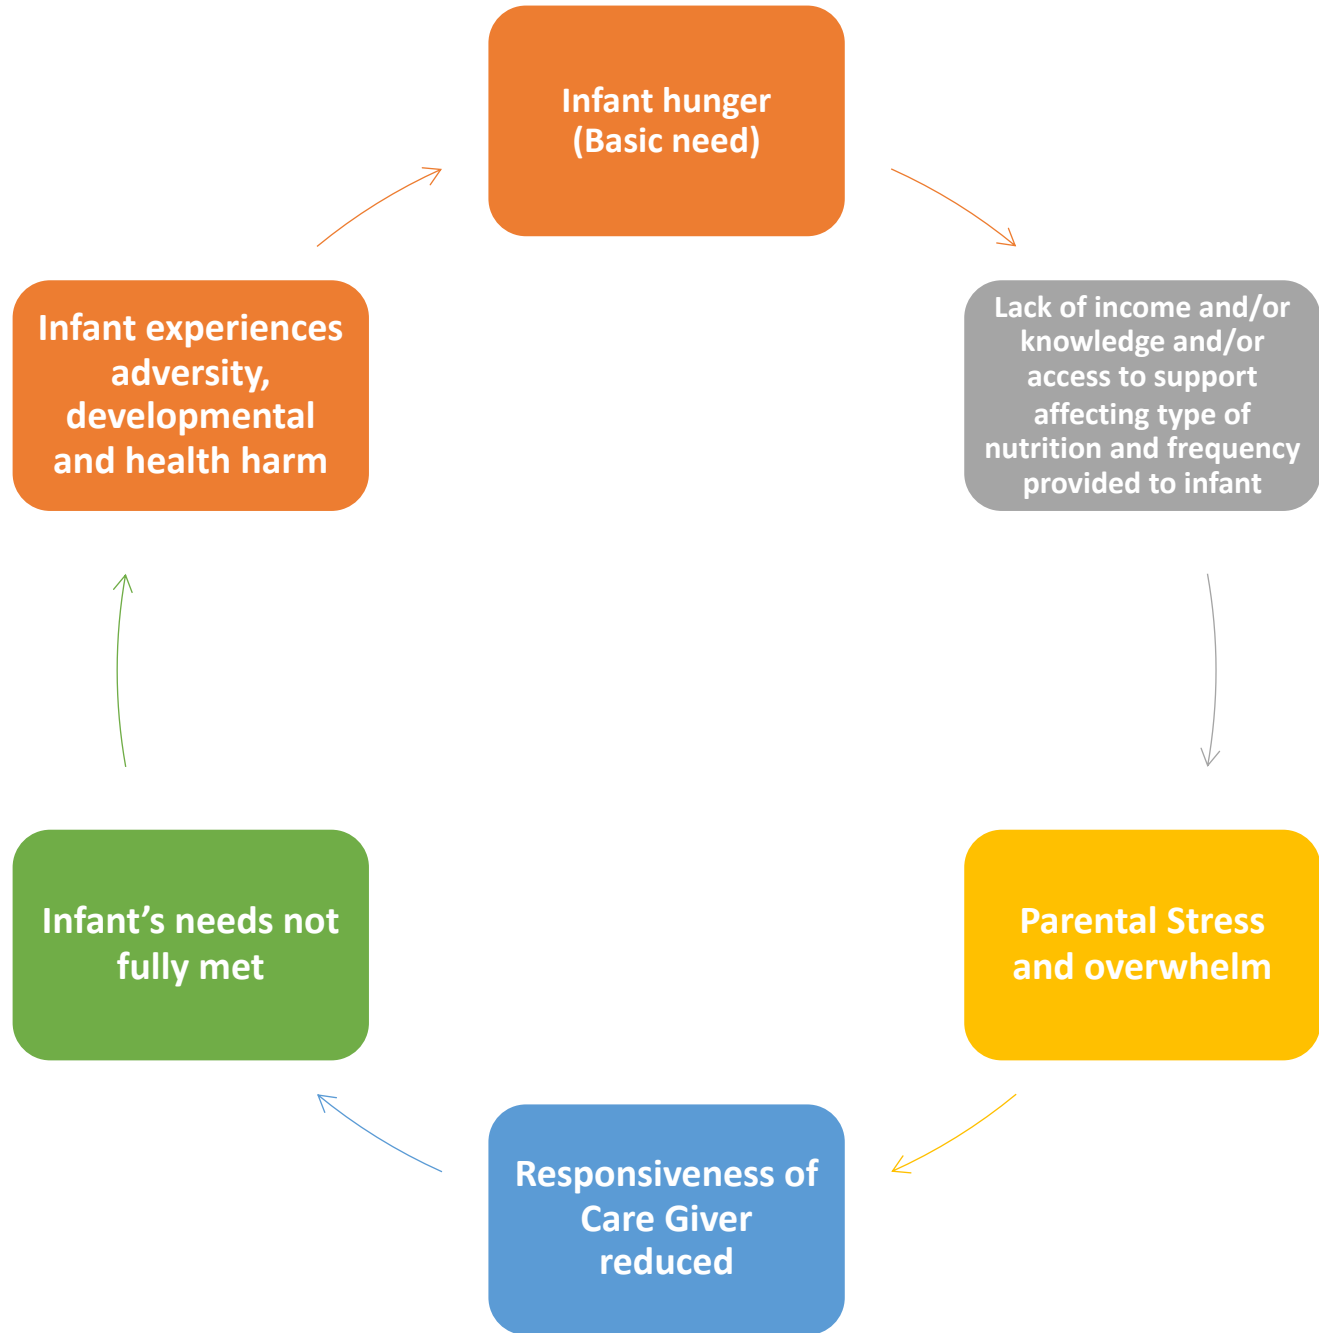 Infant hunger
(Basic need)
Lack of income and/or
knowledge and/or
access to support
affecting type of
nutrition and frequency
provided to infant
Parental Stress
and overwhelm
Responsiveness of
Care Giver
reduced
Infant’s needs not
fully met
Infant experiences
adversity,
developmental
and health harm